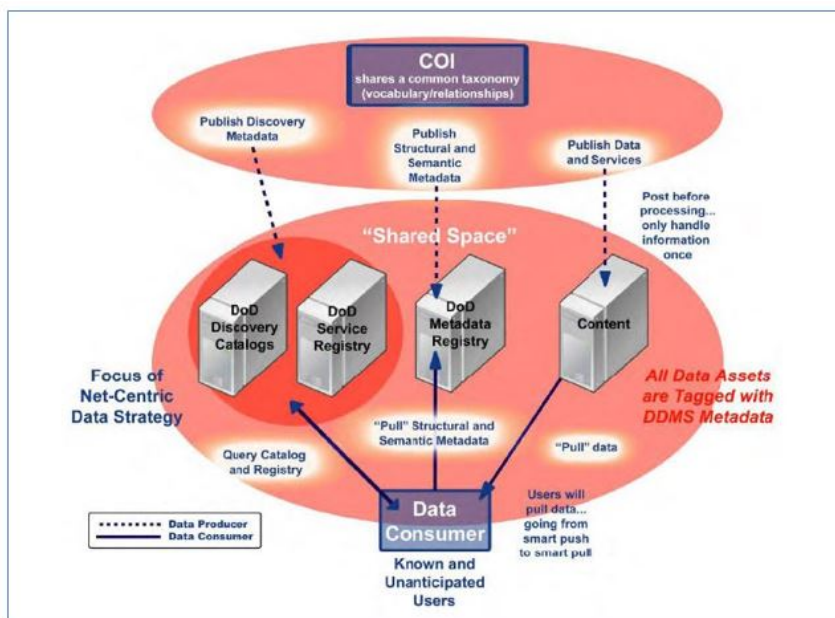 COI
shares a common taxonomy
(vocabulary/relationships)
Publish Discovery
Metadata
Publish
Structural and
Semantic
Metadata
Publish Data
and Services
Post before
processing...
only handle
information
once
“Shared Space”
DoD
Discovery
Catalogs
DoD
Service
Registry
DoD
Metadata
Registry
Content
Focus of
Net-Centric
Data Strategy
All Data Assets
are Tagged with
DDMS Metadata
Query Catalog
and Registry
“Pull” Structural and
Semantic Metadata
“Pull” data
Users will
pull data...
going from
smart push
to smart pull
Data
Consumer
Known and
Unanticipated
Users
Data Producer
Data Consumer